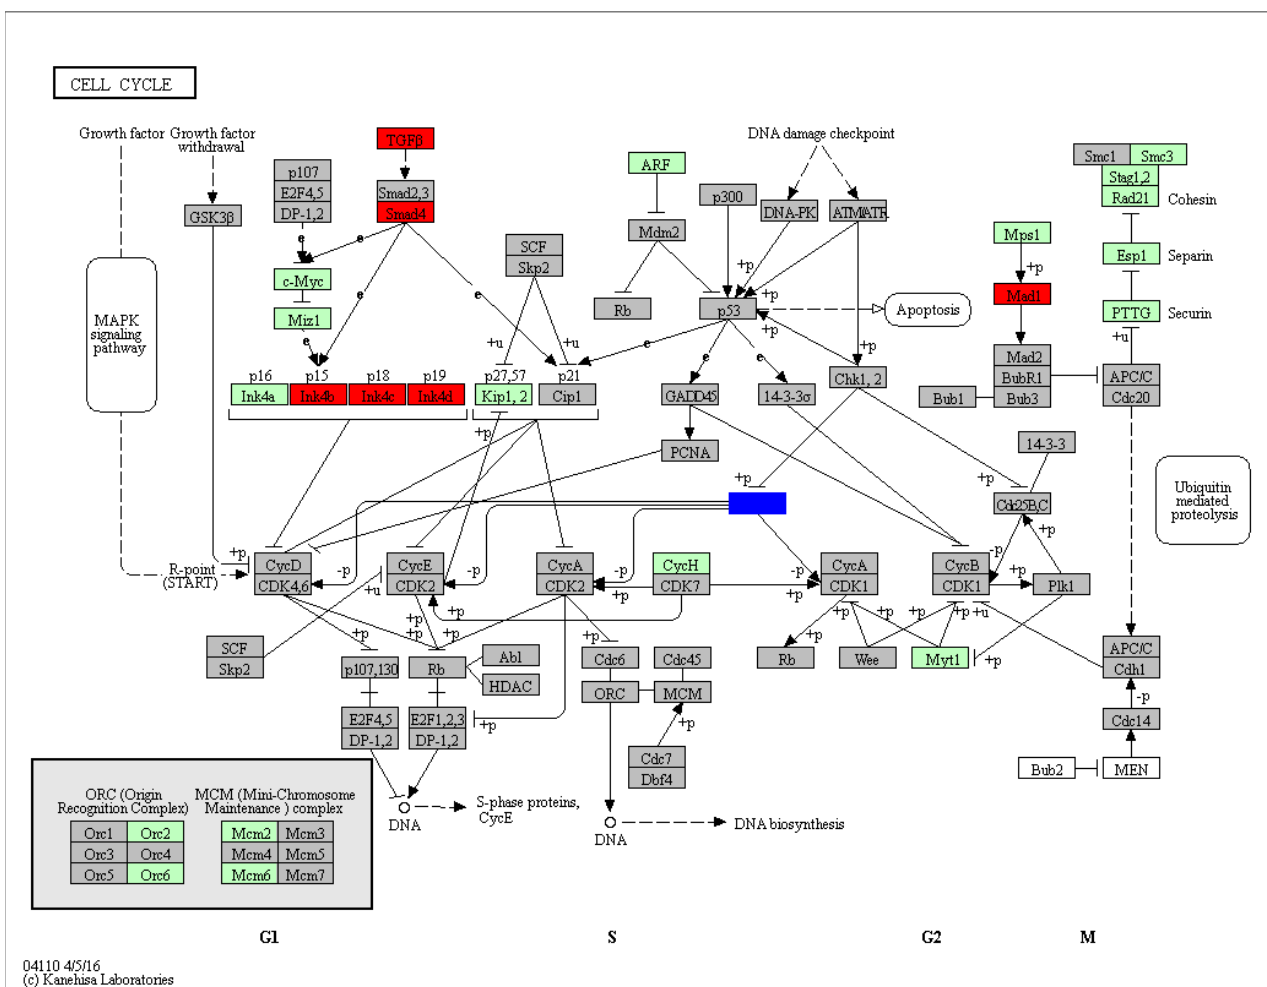 CELL CYCLE
Growth factor
Growth factor
withdrawal
TGFβ
DNA damage checkpoint
Smc1
Smc3
p107
E2F4,5
DP-1,2
Smad2,3
Smad4
ARF
p300
DNA-PK
ATM/ATR
Stag1,2
Rad21
Cohesin
GSK3β
e
e
e
e
SCF
Skp2
Mdm2
Mps1
+p
Esp1
Separin
c-Myc
Miz1
e
+p
+p
+p
Rb
p53
Apoptosis
Mad1
PTTG
Securin
MAPK
signaling
pathway
+u
+u
e
e
e
+p
+u
p16
Ink4a
p15
Ink4b
p18
Ink4c
p19
Ink4d
p27,57
Kip1, 2
p21
Cip1
GADD45
14-3-3σ
Chk1, 2
Mad2
BubR1
Bub3
Bub1
APC/C
Cdc20
+p
PCNA
14-3-3
+p
+p
Cdc25B,C
+p
Ubiquitin
mediated
proteolysis
R-point
(START)
+p
CycD
CDK4,6
-p
CycE
CDK2
-p
+u
CycA
CDK2
-p
+p
CycH
CDK7
-p
+p
CycA
CDK1
CycB
CDK1
-p
+p
Plk1
SCF
Skp2
+p
+p
+p
+p
+p
+p
+p
+p
+u
+p
p107,130
Rb
Abl
HDAC
Cdc6
Cdc45
ORC
MCM
Rb
Wee
Myt1
APC/C
Cdh1
-p
Cdc14
E2F4,5
DP-1,2
E2F1,2,3
DP-1,2
+p
+p
Cdc7
Dbf4
Bub2
MEN
DNA
S-phase proteins,
CycE
DNA
DNA biosynthesis
ORC (Origin
Recognition Complex)
MCM (Mini-Chromosome
Maintenance ) complex
Orc1
Orc2
Mcm2
Mcm3
Orc3
Orc4
Mcm4
Mcm5
Orc5
Orc6
Mcm6
Mcm7
G1
S
G2
M
04110 4/5/16
(c) Kanehisa Laboratories